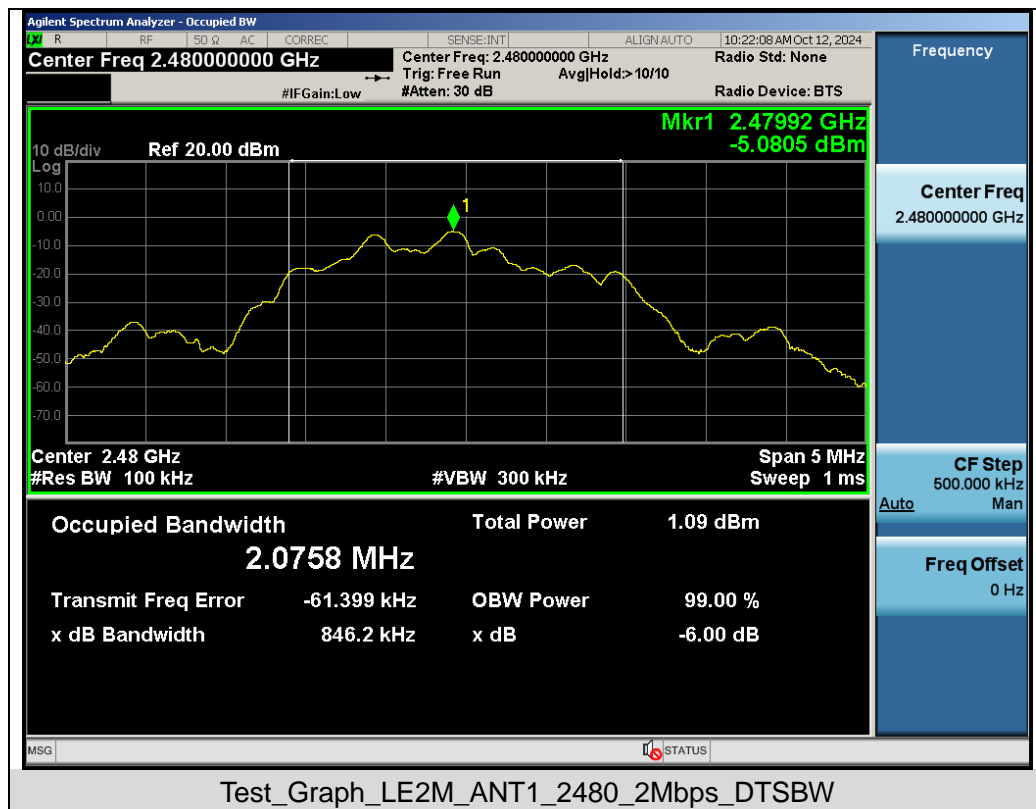 Agilent Spectrum Analyzer - Occupied BW
LXI R RF 50 Ω AC CORREC SENSE:INT ALIGN AUTO 10:22:08 AM Oct 12, 2024
Center Freq 2.480000000 GHz
Center Freq: 2.480000000 GHz
Radio Std: None
Trig: Free Run Avg|Hold:> 10/10
#IFGain:Low
#Atten: 30 dB
Radio Device: BTS
Mkr1 2.47992 GHz
-5.0805 dBm
10 dB/div
Ref 20.00 dBm
Log
10.0
0.00
-10.0
-20.0
-30.0
-40.0
-50.0
-60.0
-70.0
1
Center 2.48 GHz
Span 5 MHz
#Res BW 100 kHz
#VBW 300 kHz
Sweep 1 ms
Occupied Bandwidth
2.0758 MHz
Total Power 1.09 dBm
Transmit Freq Error -61.399 kHz
OBW Power 99.00 %
x dB Bandwidth 846.2 kHz
x dB -6.00 dB
Frequency
Center Freq
2.480000000 GHz
CF Step
500.000 kHz
Auto Man
Freq Offset
0 Hz
MSG
STATUS
Test_Graph_LE2M_ANT1_2480_2Mbps_DTSBW